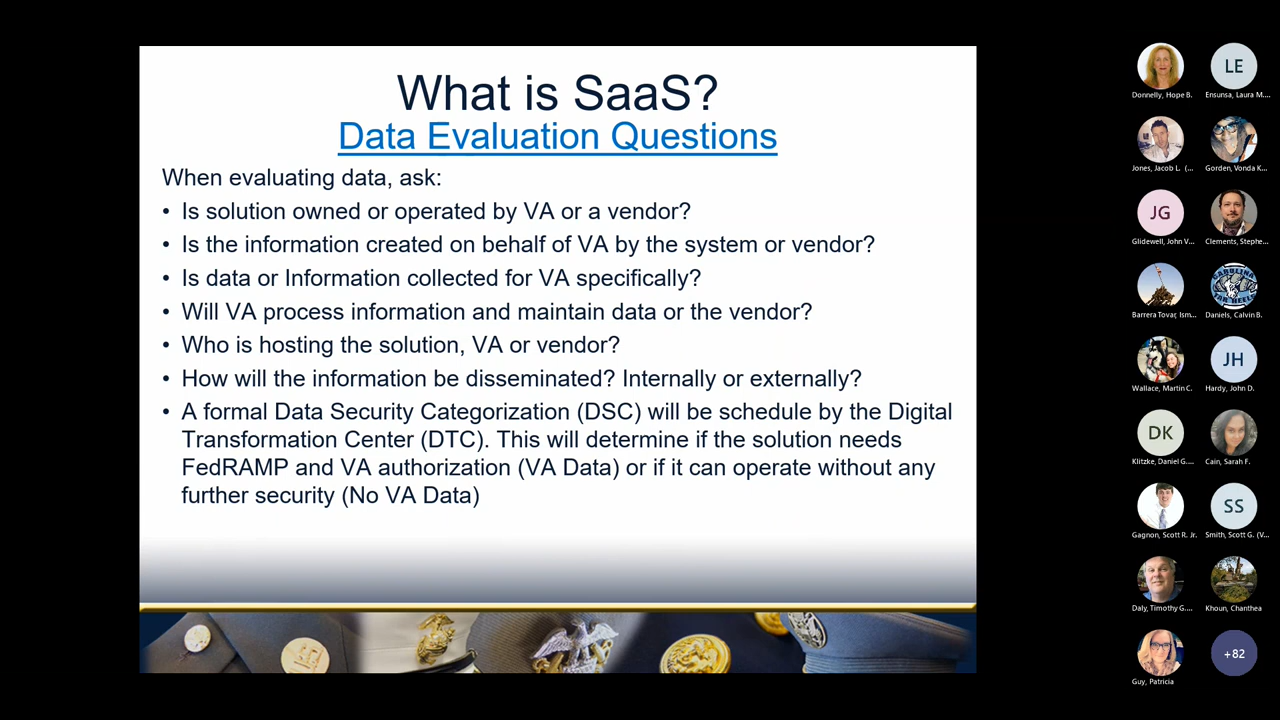 What is SaaS?
Data Evaluation Questions
When evaluating data, ask:
• Is solution owned or operated by VA or a vendor?
• Is the information created on behalf of VA by the system or vendor?
• Is data or Information collected for VA specifically?
• Will VA process information and maintain data or the vendor?
• Who is hosting the solution, VA or vendor?
• How will the information be disseminated? Internally or externally?
• A formal Data Security Categorization (DSC) will be schedule by the Digital
Transformation Center (DTC). This will determine if the solution needs
FedRAMP and VA authorization (VA Data) or if it can operate without any
further security (No VA Data)
Donnelly, Hope B.
LE
Ensunsa, Laura M....
Jones, Jacob L. (...
Gorden, Vonda K...
JG
Glidewell, John V...
Clements, Stephe...
Barrera Tovar, Ism...
CAROLINA
TAR HEELS
Daniels, Calvin B.
Wallace, Martin C.
JH
Hardy, John D.
DK
Klitzke, Daniel G....
Cain, Sarah F.
Gagnon, Scott R. Jr.
SS
Smith, Scott G. (V...
Daly, Timothy G....
Khoun, Chanthea
Guy, Patricia
+82